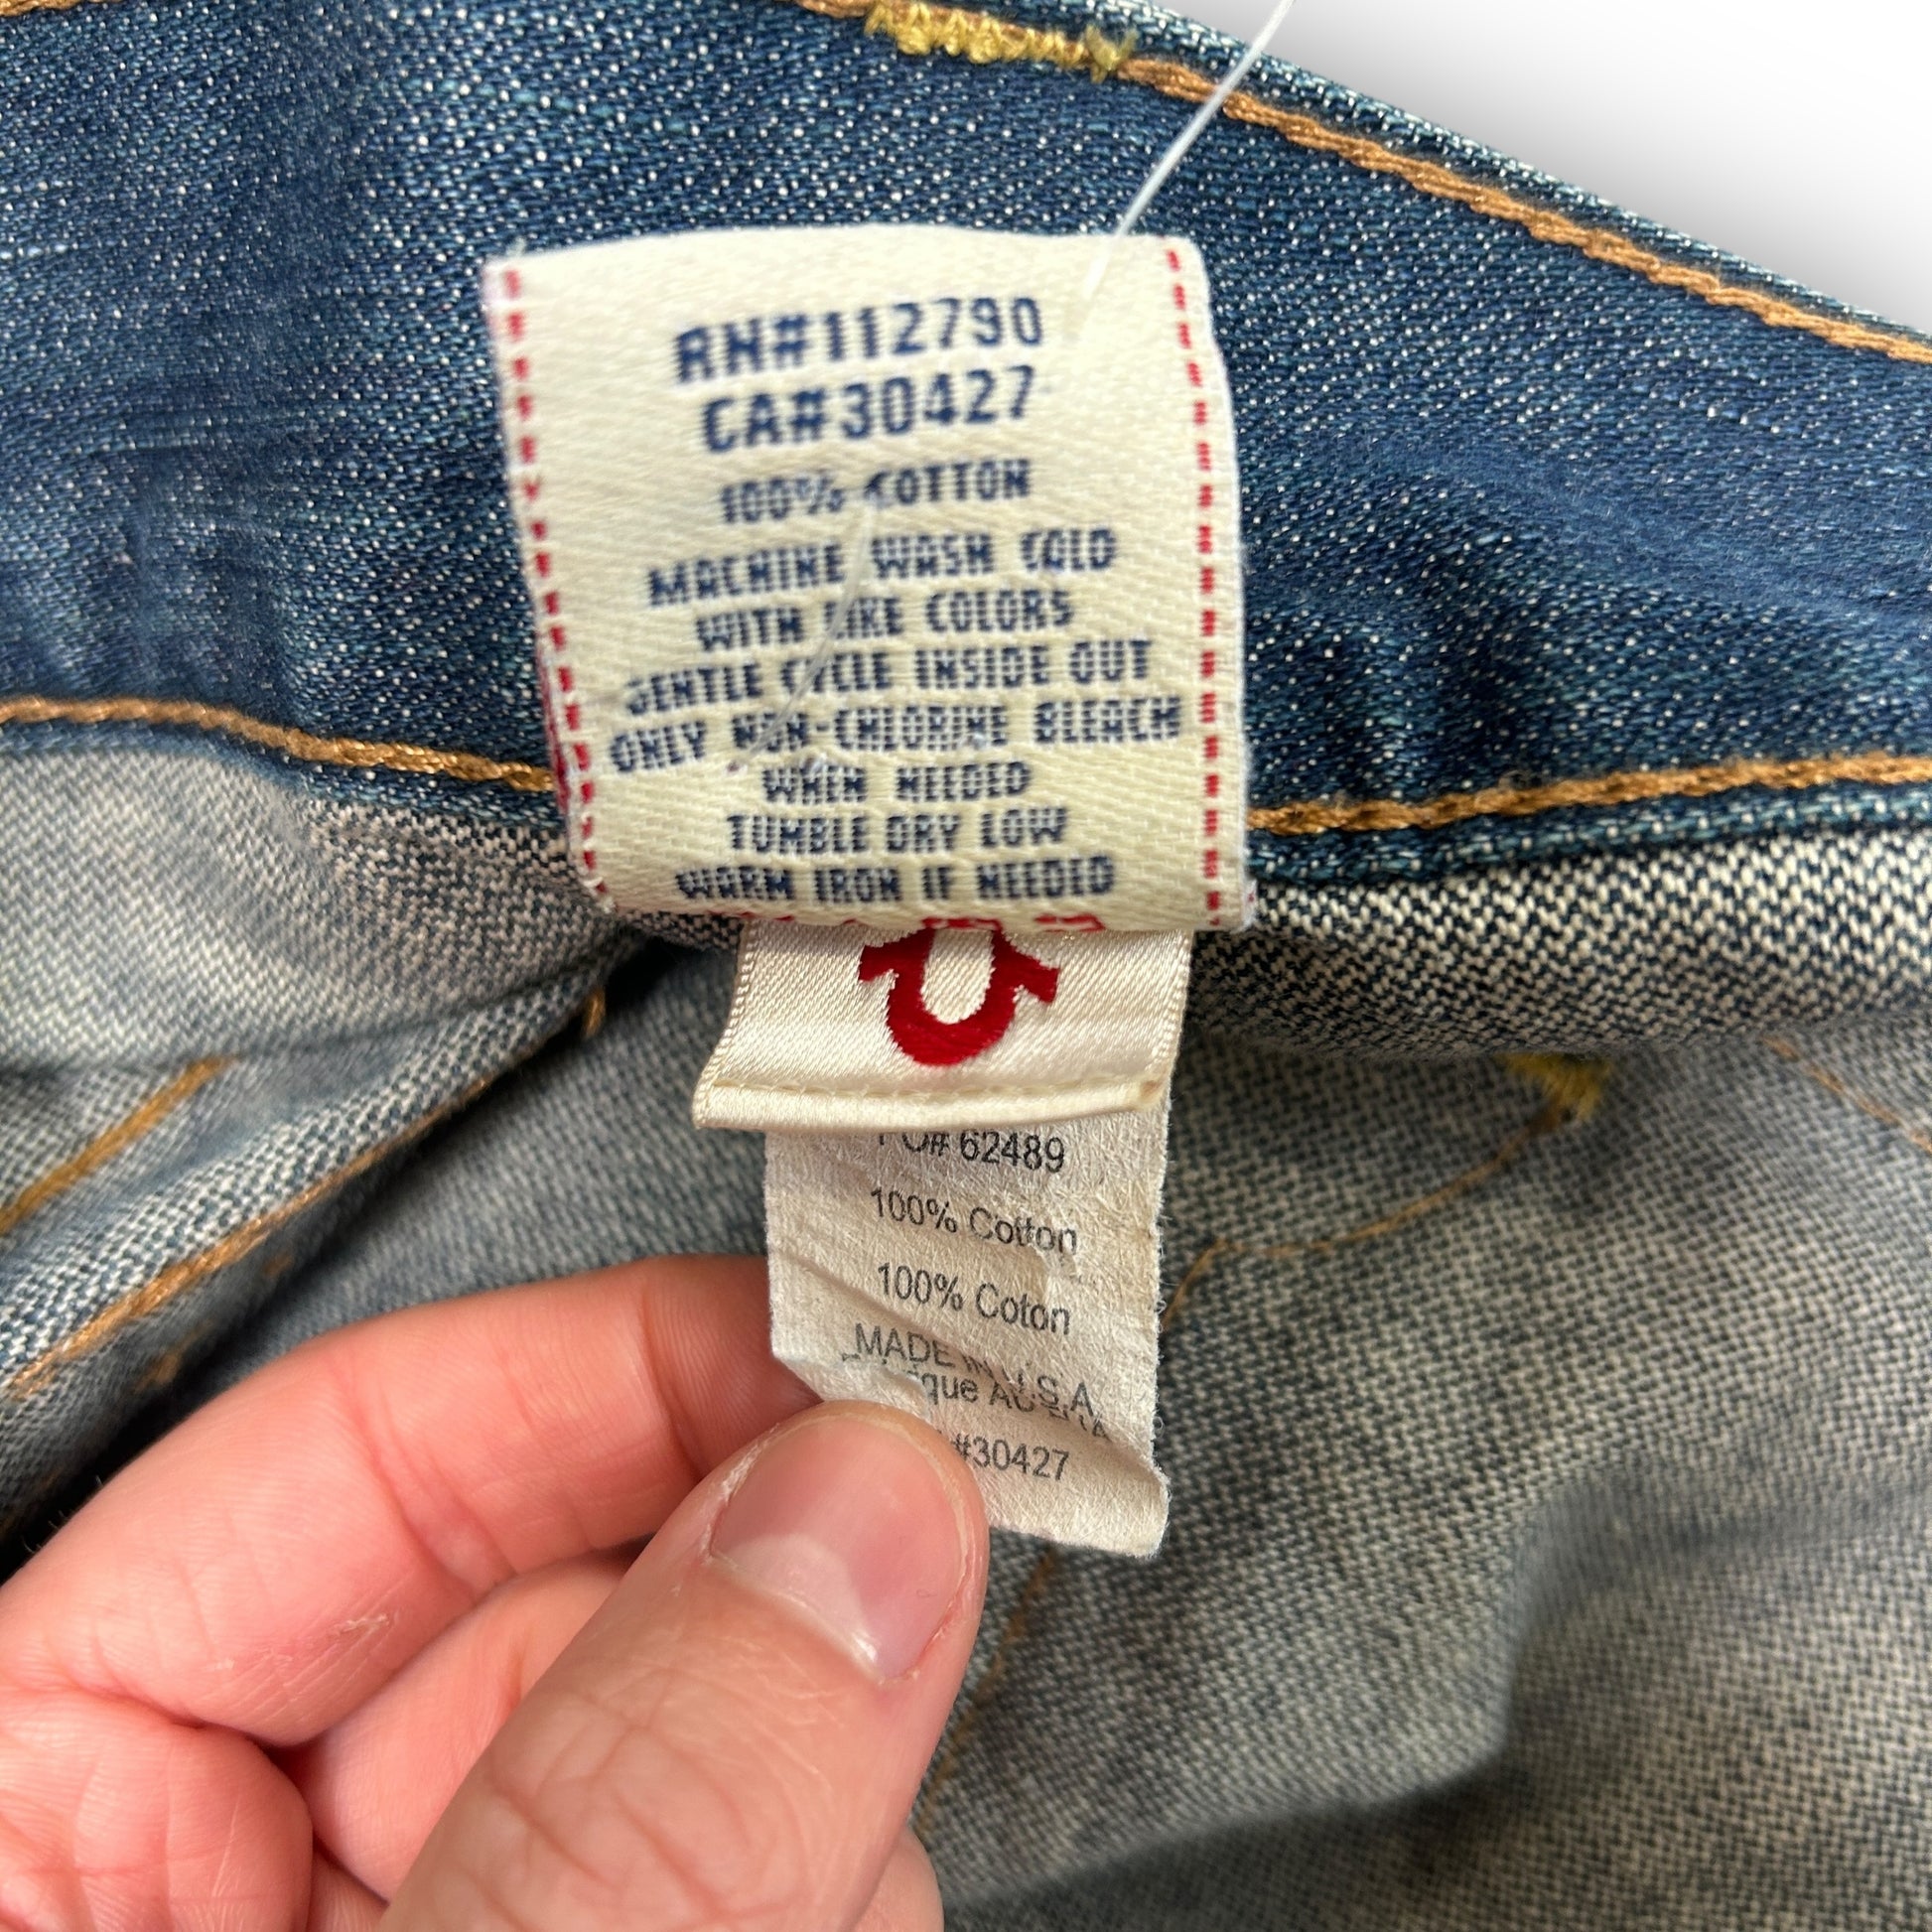 RN#112790
CA#30427
100% COTTON
MACHINE WASH COLD
WITH LIKE COLORS
GENTLE CYCLE INSIDE OUT
ONLY NON-CHLORINE BLEACH
WHEN NEEDED
TUMBLE DRY LOW
WARM IRON IF NEEDED
PO# 62489
100% Cotton
100% Coton
MADE IN U.S.A
#30427